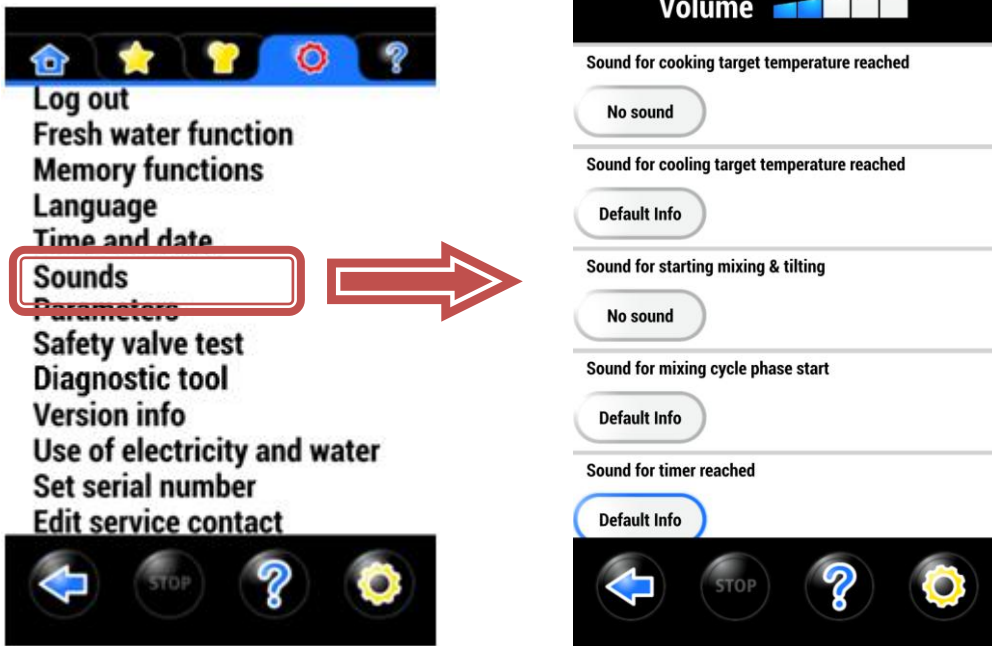 Log out
Fresh water function
Memory functions
Language
Time and date
Sounds
Parameters
Safety valve test
Diagnostic tool
Version info
Use of electricity and water
Set serial number
Edit service contact
STOP
?
Volume
Sound for cooking target temperature reached
No sound
Sound for cooling target temperature reached
Default Info
Sound for starting mixing & tilting
No sound
Sound for mixing cycle phase start
Default Info
Sound for timer reached
Default Info
STOP
?